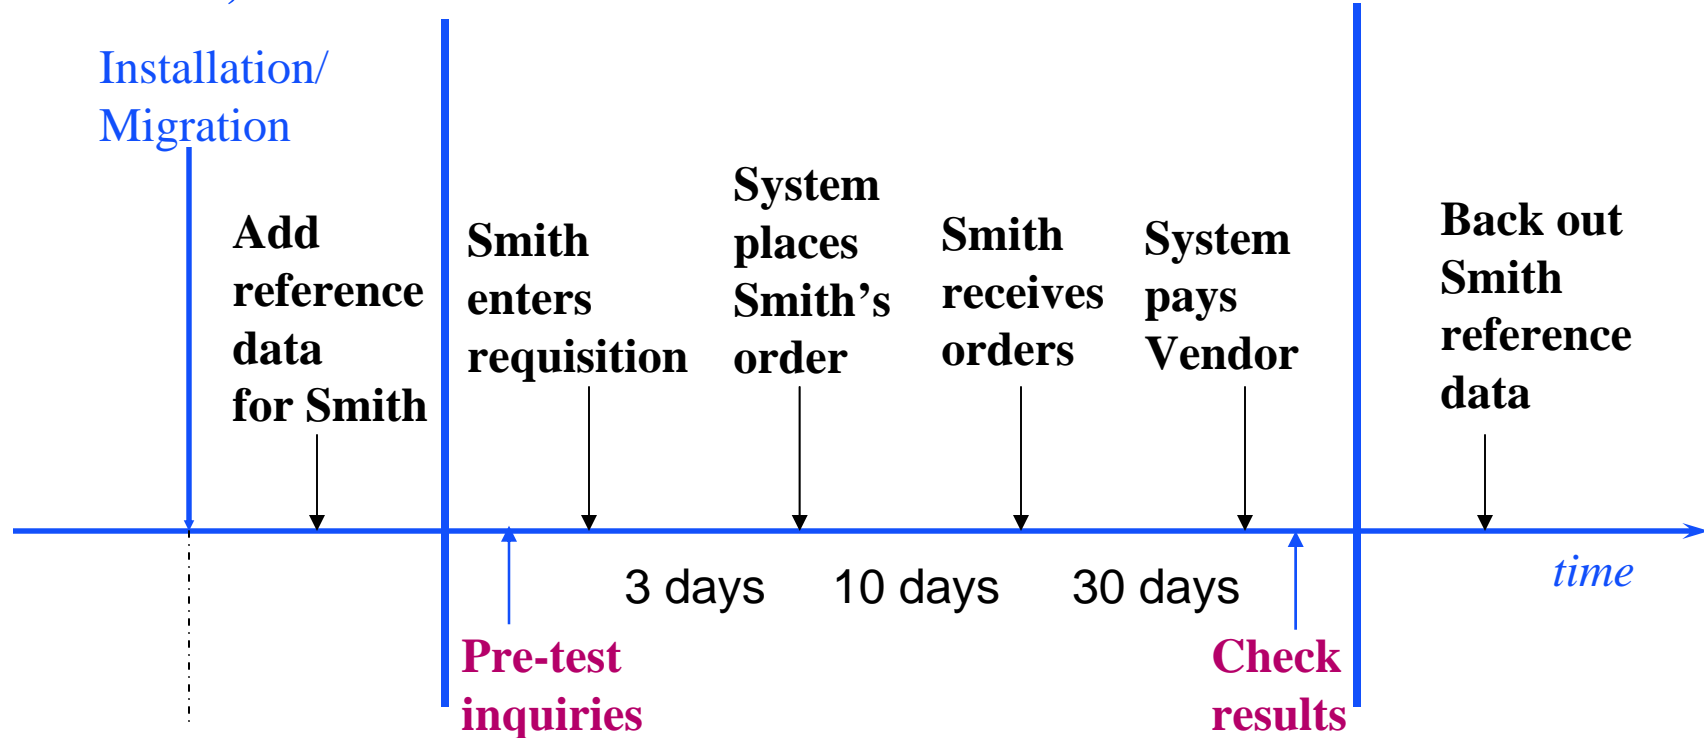 Installation/
Migration
Add
reference
data
for Smith
Smith
enters
requisition
System
places
Smith’s
order
Smith
receives
orders
System
pays
Vendor
Back out
Smith
reference
data
3 days
10 days
30 days
time
Pre-test
inquiries
Check
results